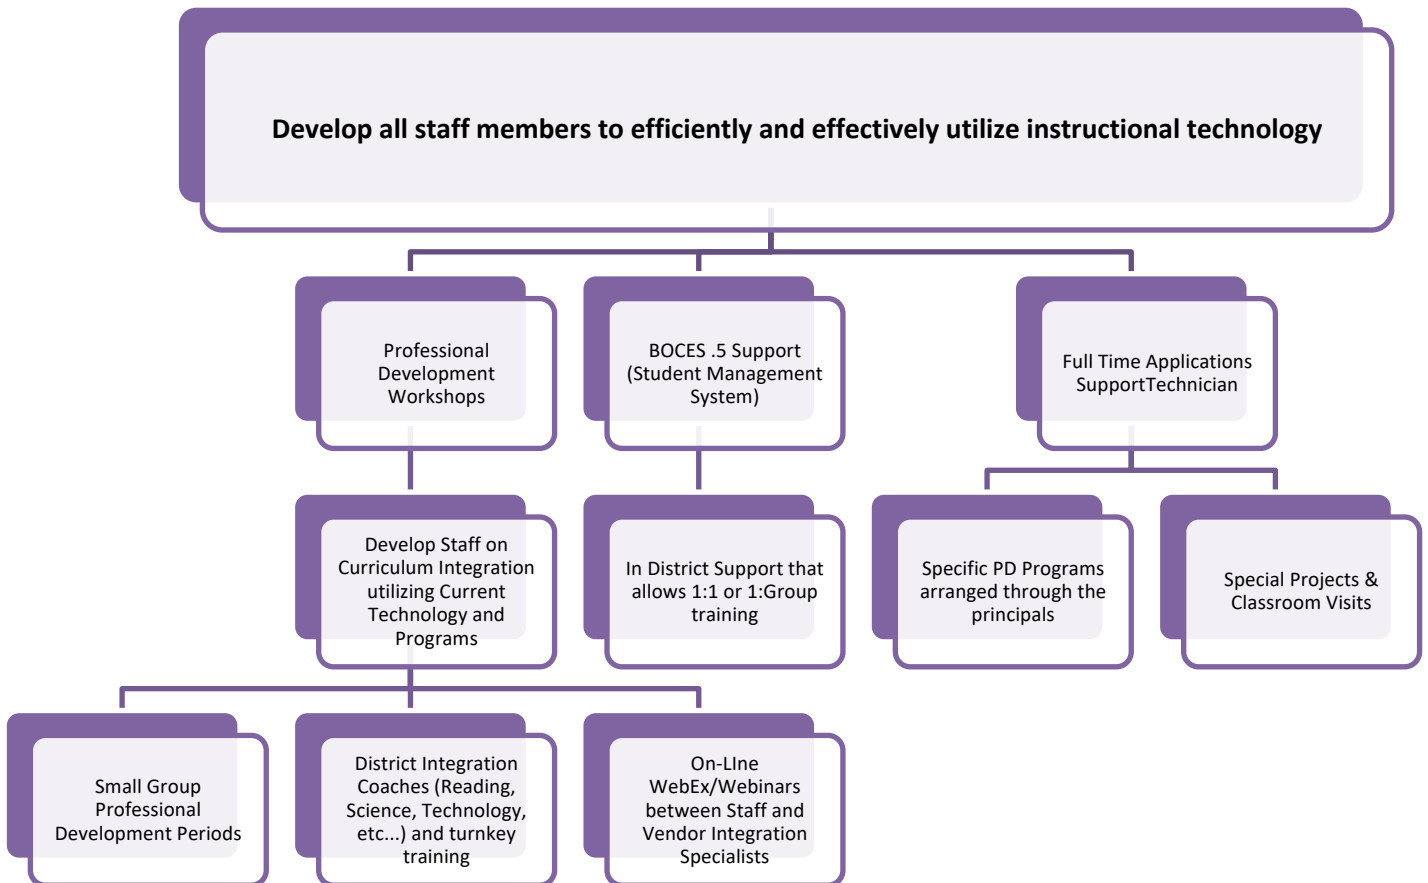 Develop all staff members to efficiently and effectively utilize instructional technology
Professional
Development
Workshops
BOCES .5 Support
(Student Management
System)
Full Time Applications
SupportTechnician
Develop Staff on
Curriculum Integration
utilizing Current
Technology and
Programs
In District Support that
allows 1:1 or 1:Group
training
Specific PD Programs
arranged through the
principals
Special Projects &
Classroom Visits
Small Group
Professional
Development Periods
District Integration
Coaches (Reading,
Science, Technology,
etc...) and turnkey
training
On-LIne
WebEx/Webinars
between Staff and
Vendor Integration
Specialists